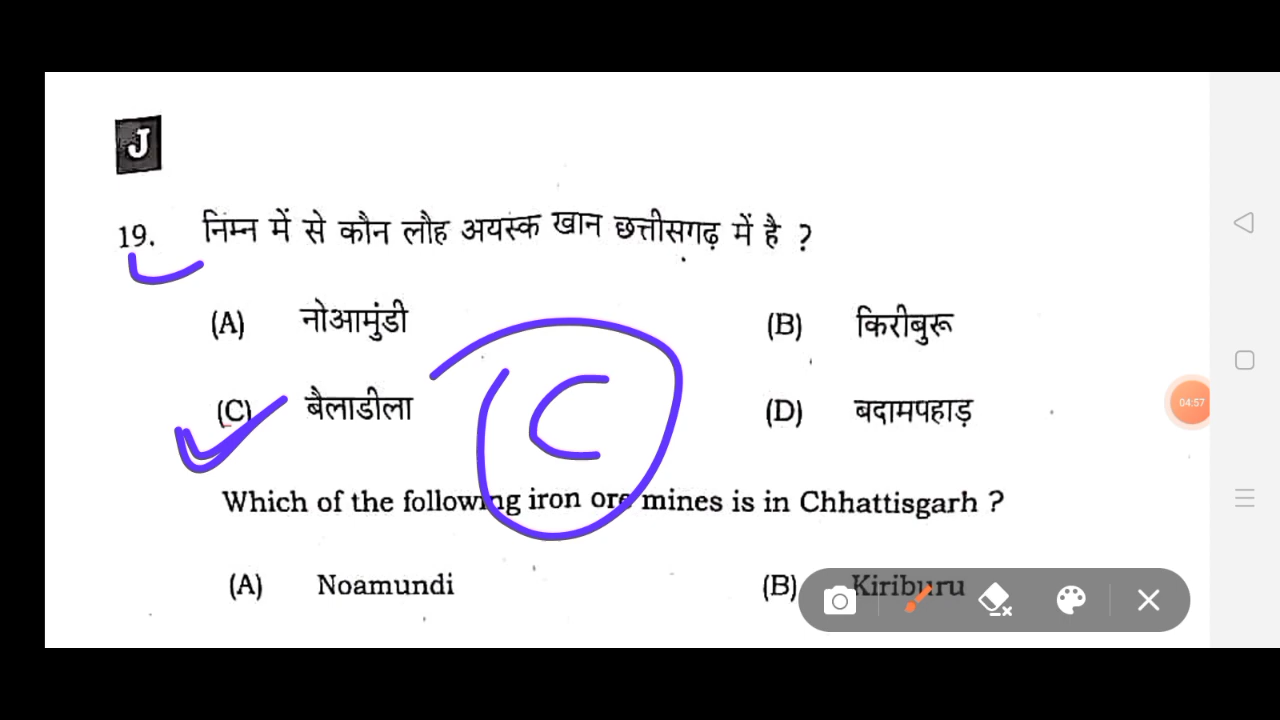 J
19. निम्न में से कौन लौह अयस्क खान छत्तीसगढ़ में है ?
(A) नोआमुंडी (B) किरीबुरू
(C) बैलाडीला (D) बदामपहाड़
C
04:57
Which of the following iron ore mines is in Chhattisgarh ?
(A) Noamundi (B) Kiriburu